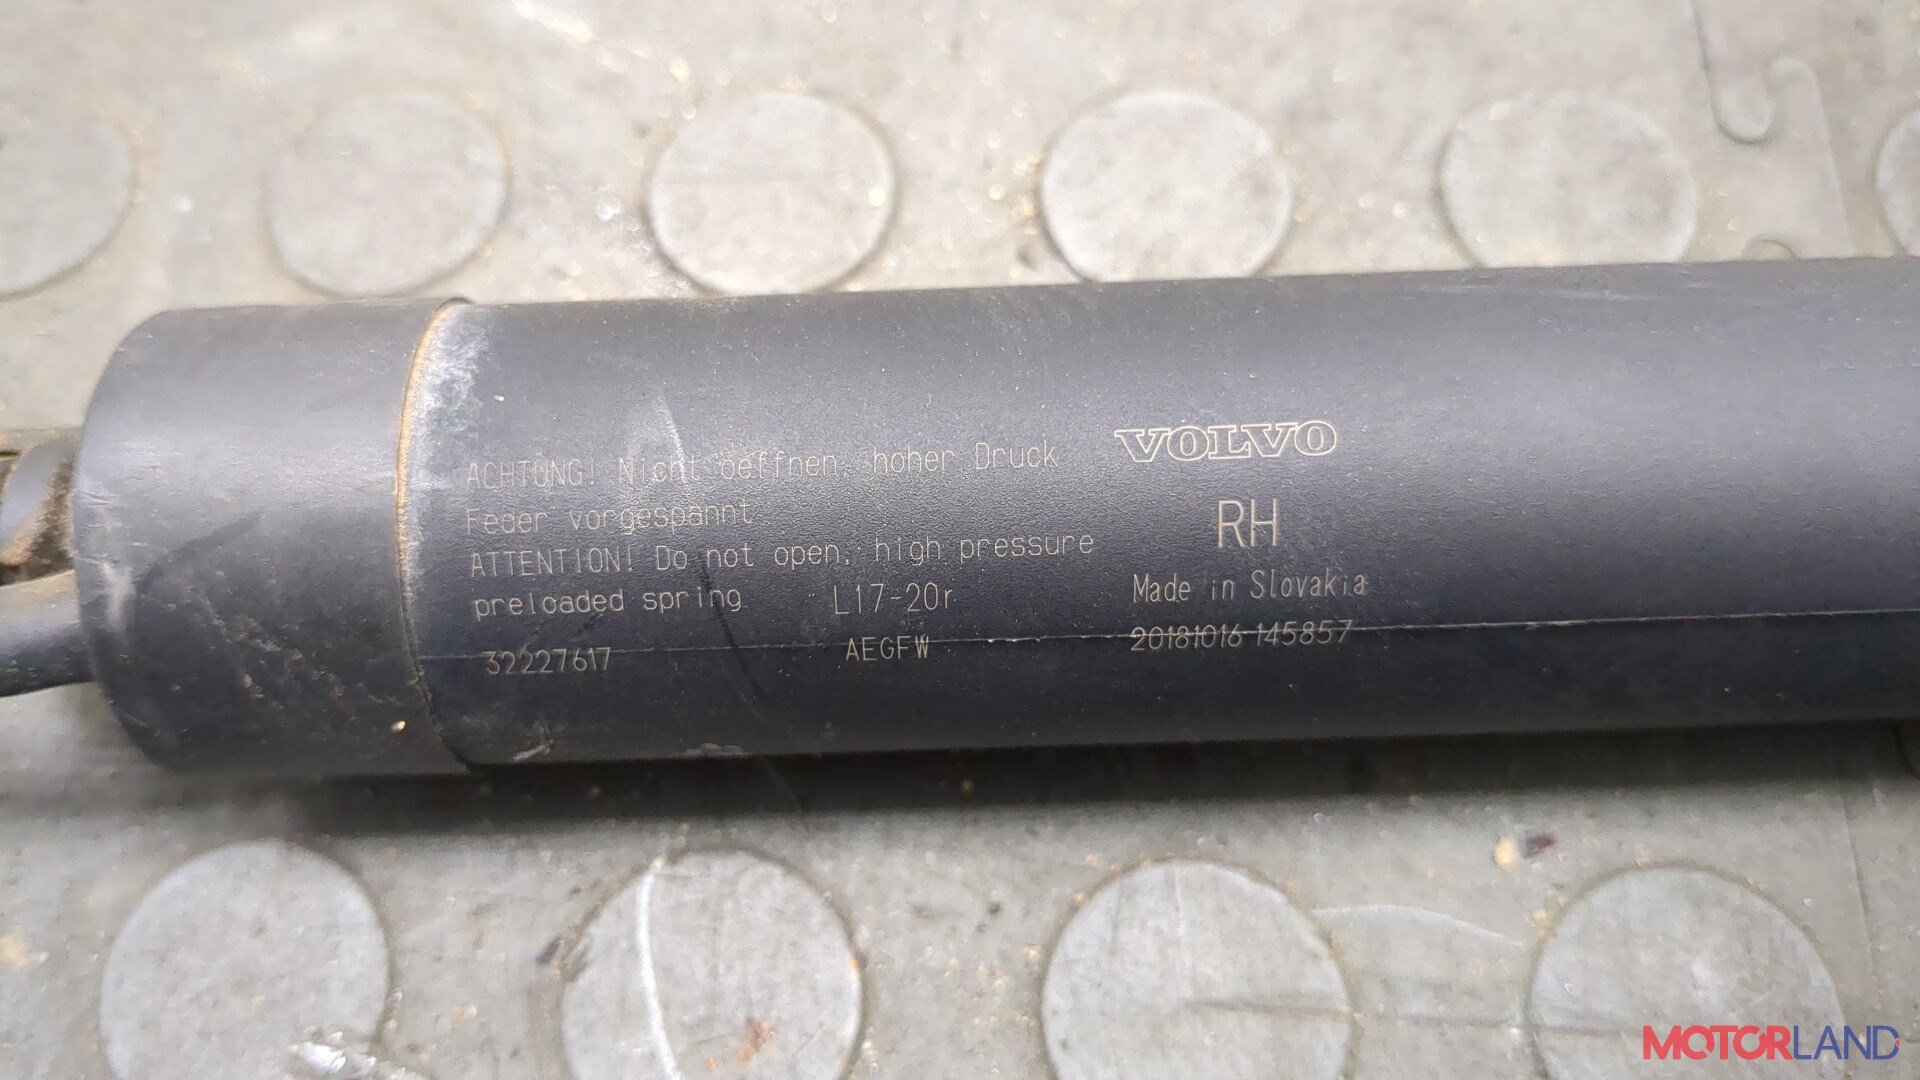 ACHTUNG! Nicht oeffnen, hoher Druck
Feder vorgespannt
ATTENTION! Do not open, high pressure
preloaded spring L17-20r
32227617 AEGFW
VOLVO
RH
Made in Slovakia
20181016 145857
MOTORLAND